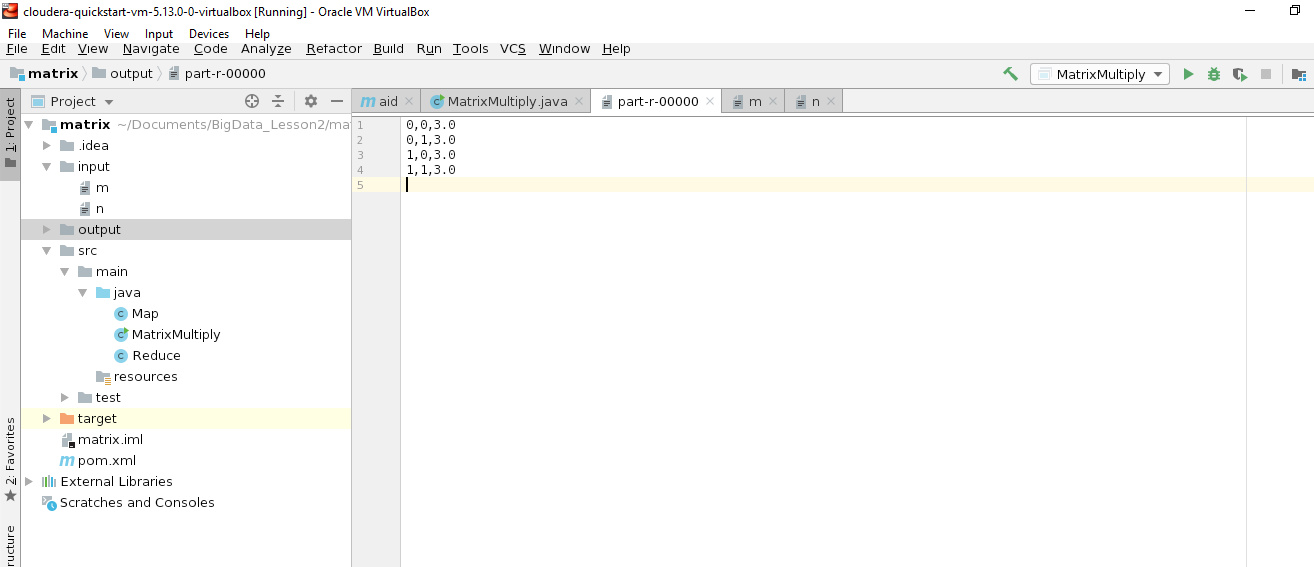 cloudera-quickstart-vm-5.13.0-0-virtualbox [Running] - Oracle VM VirtualBox
File Machine View Input Devices Help
File Edit View Navigate Code Analyze Refactor Build Run Tools VCS Window Help
matrix output part-r-00000 MatrixMultiply
1: Project
2: Favorites
ructure
Project
matrix ~/Documents/BigData_Lesson2/ma
.idea
input
m
n
output
src
main
java
Map
MatrixMultiply
Reduce
resources
test
target
matrix.iml
pom.xml
External Libraries
Scratches and Consoles
aid MatrixMultiply.java part-r-00000 m n
1 0,0,3.0
2 0,1,3.0
3 1,0,3.0
4 1,1,3.0
5